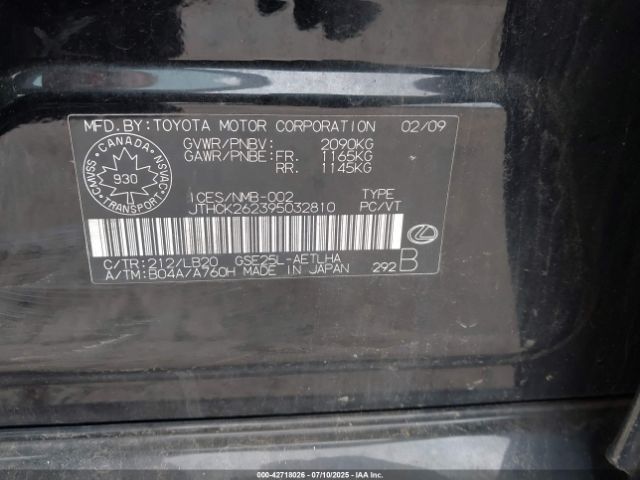 MFD. BY: TOYOTA MOTOR CORPORATION 02/09
GVWR/PNBV: 2090KG
GAWR/PNBE: FR. 1165KG
RR. 1145KG
CANADA
CMVSS 930 NSVAC
TRANSPORT
ICES/NMB-002 TYPE
JTHCK262395032810 PC/VT
C/TR: 212/LB20 GSE25L-AETLHA
A/TM: B04A/A760H MADE IN JAPAN 292 B
000-42718026 - 07/10/2025 - IAAI.COM